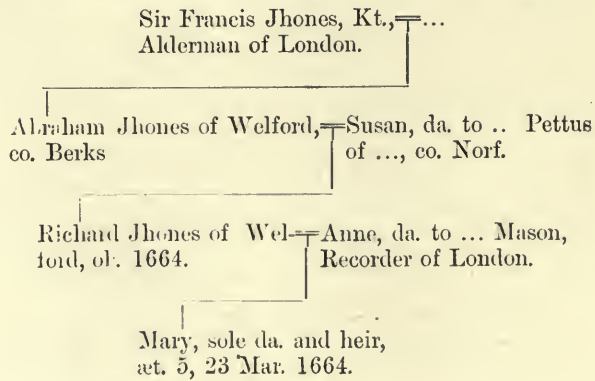 Sir Francis Jhones, Kt.,=...
Alderman of London.
Abraham Jhones of Welford,=Susan, da. to .. Pettus
co. Berks of ..., co. Norf.
Richard Jhones of Wel-=Anne, da. to ... Mason,
ford, ob. 1664. Recorder of London.
Mary, sole da. and heir,
æt. 5, 23 Mar. 1664.